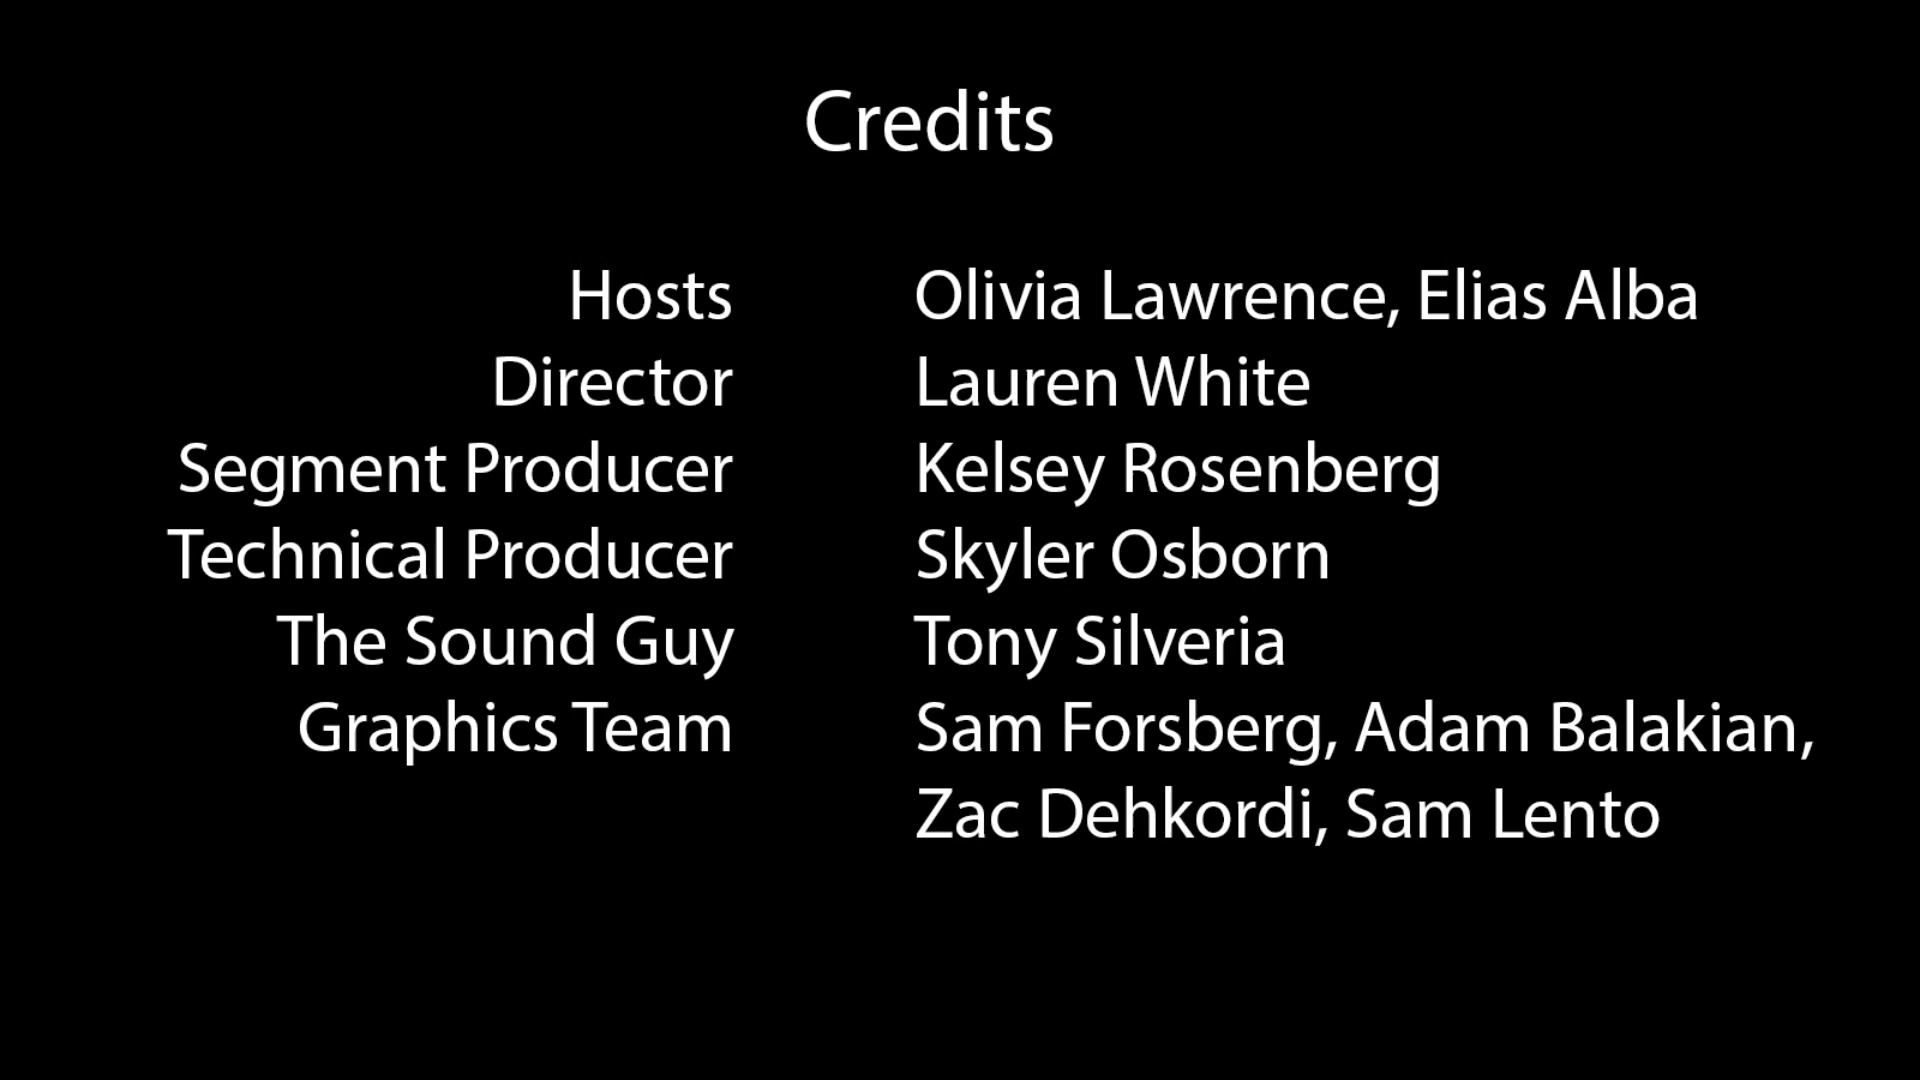 Credits
Hosts Olivia Lawrence, Elias Alba
Director Lauren White
Segment Producer Kelsey Rosenberg
Technical Producer Skyler Osborn
The Sound Guy Tony Silveria
Graphics Team Sam Forsberg, Adam Balakian,
Zac Dehkordi, Sam Lento